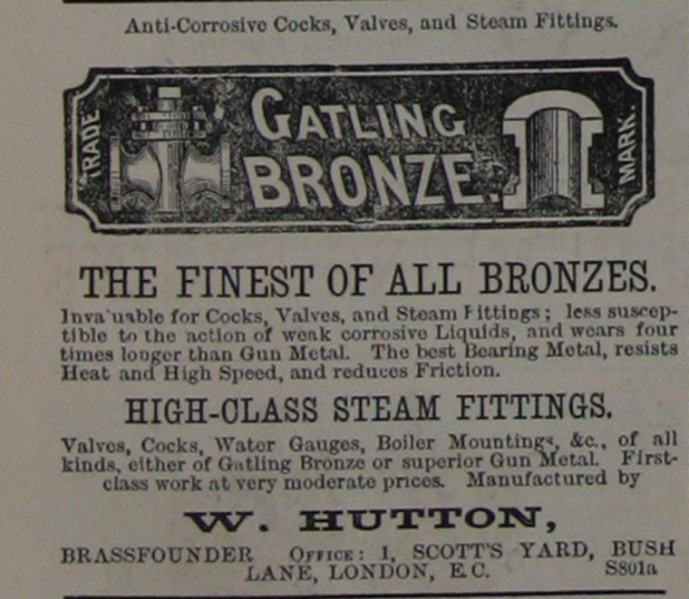 Anti-Corrosive Cocks, Valves, and Steam Fittings.
TRADE
GATLING
BRONZE.
MARK.
THE FINEST OF ALL BRONZES.
Inva'uable for Cocks, Valves, and Steam Fittings; less suscep-
tible to the action of weak corrosive Liquids, and wears four
times longer than Gun Metal. The best Bearing Metal, resists
Heat and High Speed, and reduces Friction.
HIGH-CLASS STEAM FITTINGS.
Valves, Cocks, Water Gauges, Boiler Mountings, &c., of all
kinds, either of Gatling Bronze or superior Gun Metal. First-
class work at very moderate prices. Manufactured by
W. HUTTON,
BRASSFOUNDER OFFICE: 1, SCOTT'S YARD, BUSH
LANE, LONDON, E.C. S801a